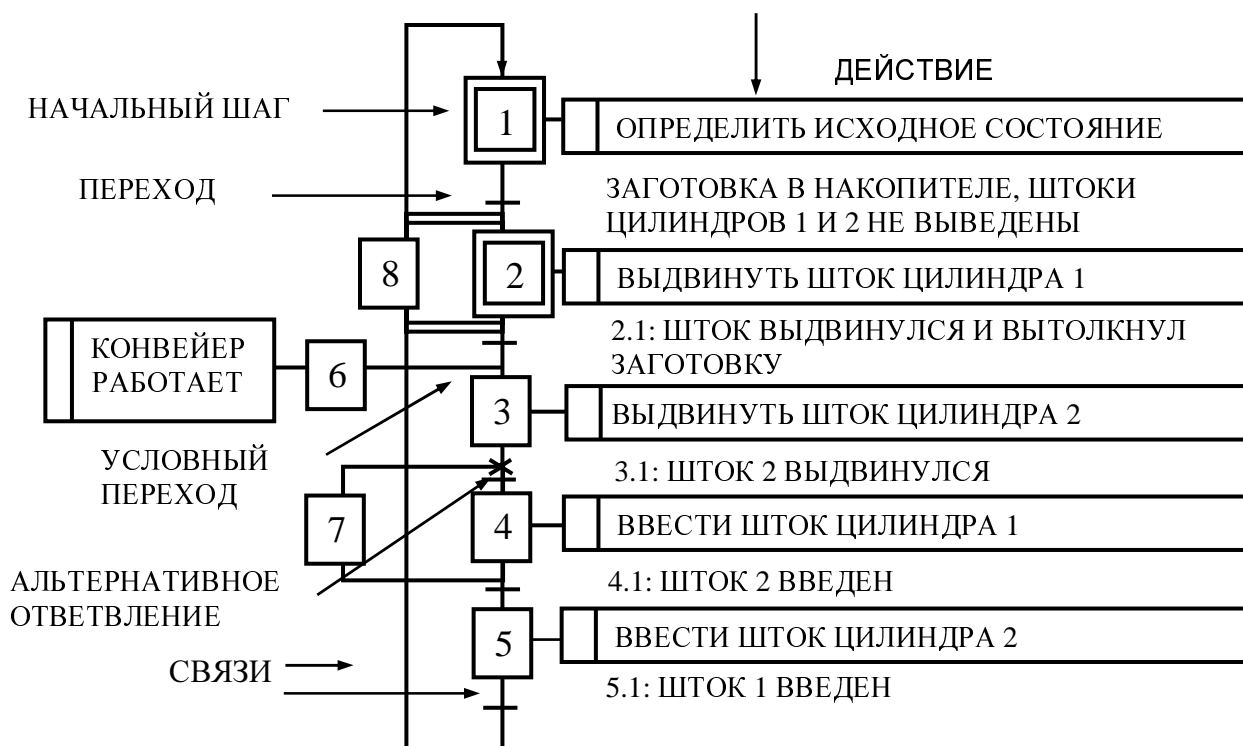 ДЕЙСТВИЕ
НАЧАЛЬНЫЙ ШАГ
1
ОПРЕДЕЛИТЬ ИСХОДНОЕ СОСТОЯНИЕ
ПЕРЕХОД
ЗАГОТОВКА В НАКОПИТЕЛЕ, ШТОКИ
ЦИЛИНДРОВ 1 И 2 НЕ ВЫВЕДЕНЫ
8
2
ВЫДВИНУТЬ ШТОК ЦИЛИНДРА 1
2.1: ШТОК ВЫДВИНУЛСЯ И ВЫТОЛКНУЛ
ЗАГОТОВКУ
КОНВЕЙЕР
РАБОТАЕТ
6
3
ВЫДВИНУТЬ ШТОК ЦИЛИНДРА 2
УСЛОВНЫЙ
ПЕРЕХОД
3.1: ШТОК 2 ВЫДВИНУЛСЯ
7
4
ВВЕСТИ ШТОК ЦИЛИНДРА 1
АЛЬТЕРНАТИВНОЕ
ОТВЕТВЛЕНИЕ
4.1: ШТОК 2 ВВЕДЕН
5
ВВЕСТИ ШТОК ЦИЛИНДРА 2
СВЯЗИ
5.1: ШТОК 1 ВВЕДЕН